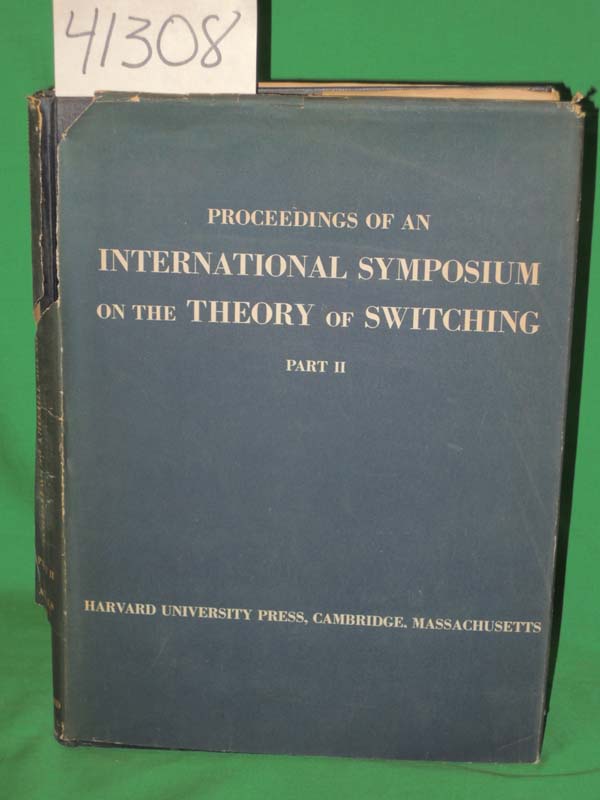 41308
PROCEEDINGS OF AN
INTERNATIONAL SYMPOSIUM
ON THE THEORY OF SWITCHING
PART II
HARVARD UNIVERSITY PRESS, CAMBRIDGE, MASSACHUSETTS